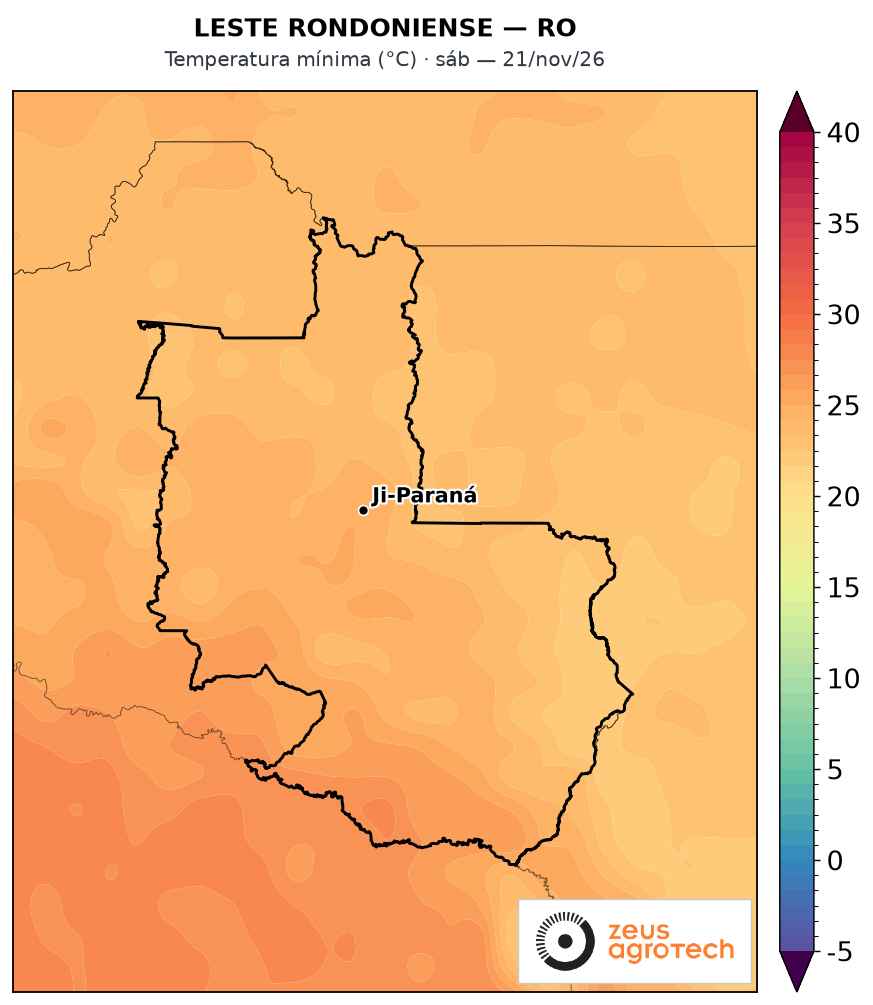 LESTE RONDONIENSE — RO
Temperatura mínima (°C) · sáb — 21/nov/26
40
35
30
25
20
15
10
5
0
-5
Ji-Paraná
zeus
agrotech